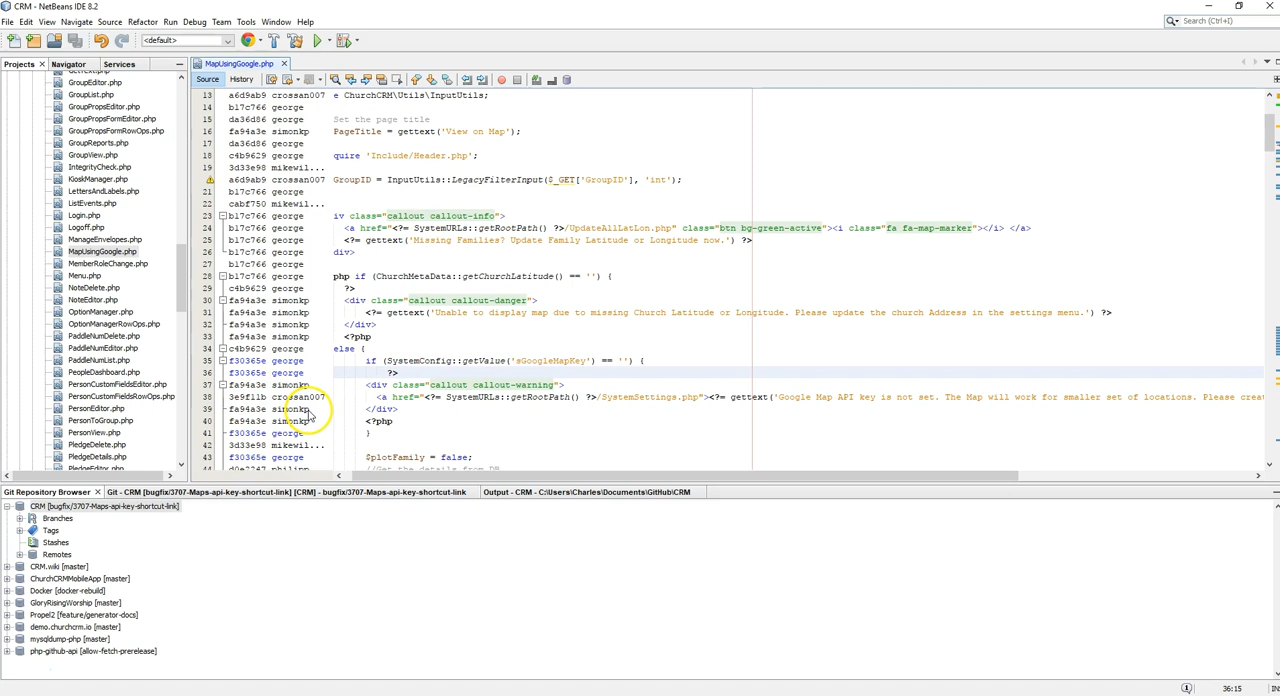 CRM - NetBeans IDE 8.2
File Edit View Navigate Source Refactor Run Debug Team Tools Window Help
Search (Ctrl+I)
<default>
Projects Navigator Services
MapUsingGoogle.php
Source History
GroupEditor.php
GroupList.php
GroupPropsEditor.php
GroupPropsFormEditor.php
GroupPropsFormRowOps.php
GroupReports.php
GroupView.php
IntegrityCheck.php
KioskManager.php
LettersAndLabels.php
ListEvents.php
Login.php
Logoff.php
ManageEnvelopes.php
MapUsingGoogle.php
MemberRoleChange.php
Menu.php
NoteDelete.php
NoteEditor.php
OptionManager.php
OptionManagerRowOps.php
PaddleNumDelete.php
PaddleNumEditor.php
PaddleNumList.php
PeopleDashboard.php
PersonCustomFieldsEditor.php
PersonCustomFieldsRowOps.php
PersonEditor.php
PersonToGroup.php
PersonView.php
PledgeDelete.php
PledgeDetails.php
PledgeEditor.php
13 a6d9ab9 crossan007 e ChurchCRM\Utils\InputUtils;
14 b17c766 george
15 da36d86 george Set the page title
16 fa94a3e simonkp PageTitle = gettext('View on Map');
17 da36d86 george
18 c4b9629 george quire 'Include/Header.php';
19 3d33e98 mikewil...
a6d9ab9 crossan007 GroupID = InputUtils::LegacyFilterInput($_GET['GroupID'], 'int');
21 b17c766 george
22 cabf750 mikewil...
23 b17c766 george iv class="callout callout-info">
24 b17c766 george <a href="<?= SystemURLs::getRootPath() ?>/UpdateAllLatLon.php" class="btn bg-green-active"><i class="fa fa-map-marker"></i> </a>
25 b17c766 george <?= gettext('Missing Families? Update Family Latitude or Longitude now.') ?>
26 b17c766 george div>
27 b17c766 george
28 b17c766 george php if (ChurchMetaData::getChurchLatitude() == '') {
29 c4b9629 george ?>
30 fa94a3e simonkp <div class="callout callout-danger">
31 fa94a3e simonkp <?= gettext('Unable to display map due to missing Church Latitude or Longitude. Please update the church Address in the settings menu.') ?>
32 fa94a3e simonkp </div>
33 fa94a3e simonkp <?php
34 c4b9629 george else {
35 f30365e george if (SystemConfig::getValue('sGoogleMapKey') == '') {
36 f30365e george ?>
37 fa94a3e simonkp <div class="callout callout-warning">
38 3e9f11b crossan007 <a href="<?= SystemURLs::getRootPath() ?>/SystemSettings.php"><?= gettext('Google Map API key is not set. The Map will work for smaller set of locations. Please crea
39 fa94a3e simonkp </div>
40 fa94a3e simonkp <?php
41 f30365e george }
42 3d33e98 mikewil...
43 f30365e george $plotFamily = false;
44 d0e2267 philipp //Get the details from DB
Git Repository Browser Git - CRM [bugfix/3707-Maps-api-key-shortcut-link] [CRM] - bugfix/3707-Maps-api-key-shortcut-link Output - CRM - C:\Users\Charles\Documents\GitHub\CRM
CRM [bugfix/3707-Maps-api-key-shortcut-link]
Branches
Tags
Stashes
Remotes
CRM.wiki [master]
ChurchCRMMobileApp [master]
Docker [docker-rebuild]
GloryRisingWorship [master]
Propel2 [feature/generator-docs]
demo.churchcrm.io [master]
mysqldump-php [master]
php-github-api [allow-fetch-prerelease]
36:15 IN